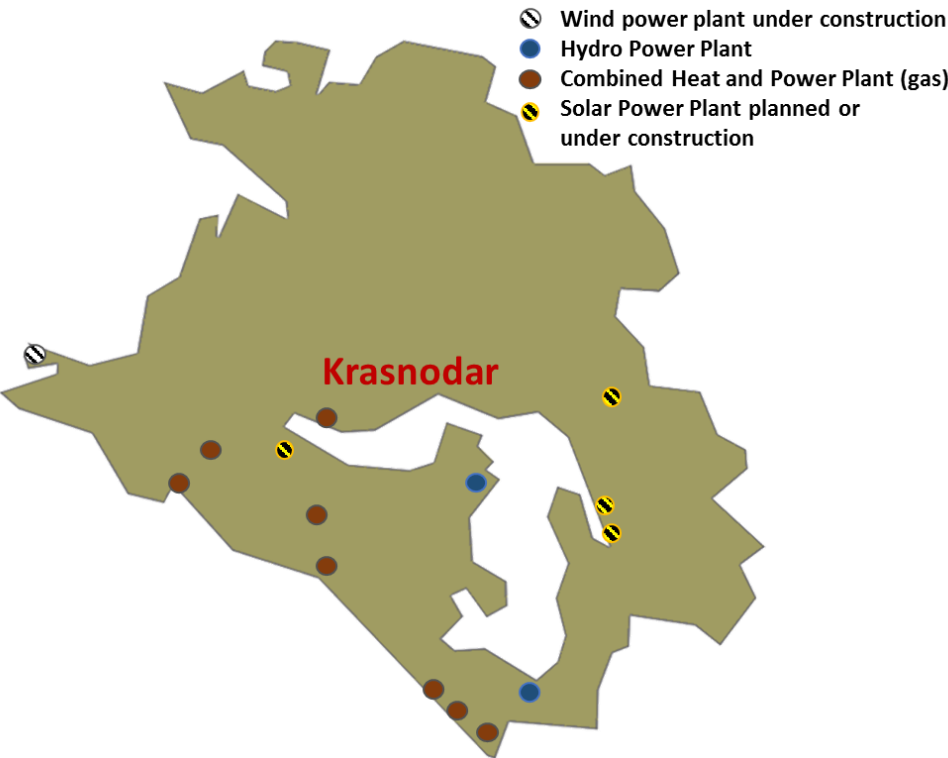 Wind power plant under construction
Hydro Power Plant
Combined Heat and Power Plant (gas)
Solar Power Plant planned or
under construction
Krasnodar